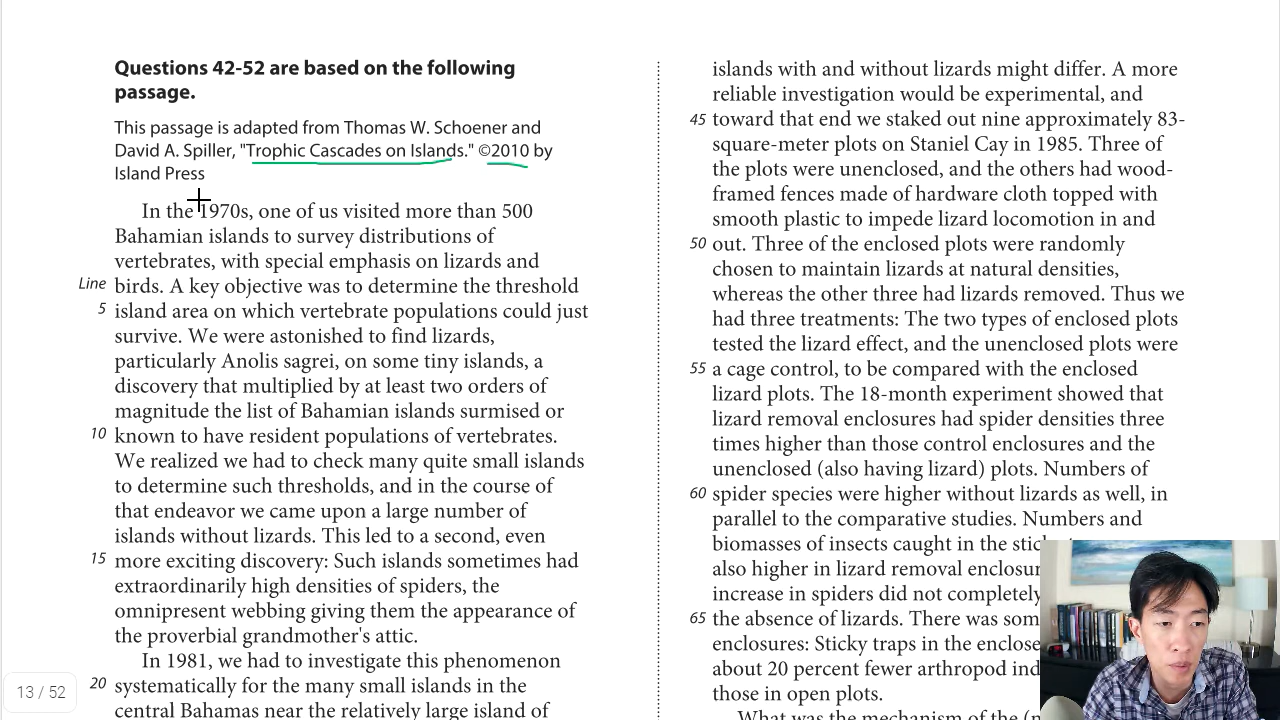 Questions 42-52 are based on the following
passage.
This passage is adapted from Thomas W. Schoener and
David A. Spiller, "Trophic Cascades on Islands." ©2010 by
Island Press
In the 1970s, one of us visited more than 500
Bahamian islands to survey distributions of
vertebrates, with special emphasis on lizards and
Line birds. A key objective was to determine the threshold
5 island area on which vertebrate populations could just
survive. We were astonished to find lizards,
particularly Anolis sagrei, on some tiny islands, a
discovery that multiplied by at least two orders of
magnitude the list of Bahamian islands surmised or
10 known to have resident populations of vertebrates.
We realized we had to check many quite small islands
to determine such thresholds, and in the course of
that endeavor we came upon a large number of
islands without lizards. This led to a second, even
15 more exciting discovery: Such islands sometimes had
extraordinarily high densities of spiders, the
omnipresent webbing giving them the appearance of
the proverbial grandmother's attic.
In 1981, we had to investigate this phenomenon
20 systematically for the many small islands in the
central Bahamas near the relatively large island of
13 / 52
islands with and without lizards might differ. A more
reliable investigation would be experimental, and
45 toward that end we staked out nine approximately 83-
square-meter plots on Staniel Cay in 1985. Three of
the plots were unenclosed, and the others had wood-
framed fences made of hardware cloth topped with
smooth plastic to impede lizard locomotion in and
50 out. Three of the enclosed plots were randomly
chosen to maintain lizards at natural densities,
whereas the other three had lizards removed. Thus we
had three treatments: The two types of enclosed plots
tested the lizard effect, and the unenclosed plots were
55 a cage control, to be compared with the enclosed
lizard plots. The 18-month experiment showed that
lizard removal enclosures had spider densities three
times higher than those control enclosures and the
unenclosed (also having lizard) plots. Numbers of
60 spider species were higher without lizards as well, in
parallel to the comparative studies. Numbers and
biomasses of insects caught in the
also higher in lizard removal
increase in spiders did not completely
65 the absence of lizards. There was
enclosures: Sticky traps in the
about 20 percent fewer arthropod
those in open plots.
What was the mechanism of the